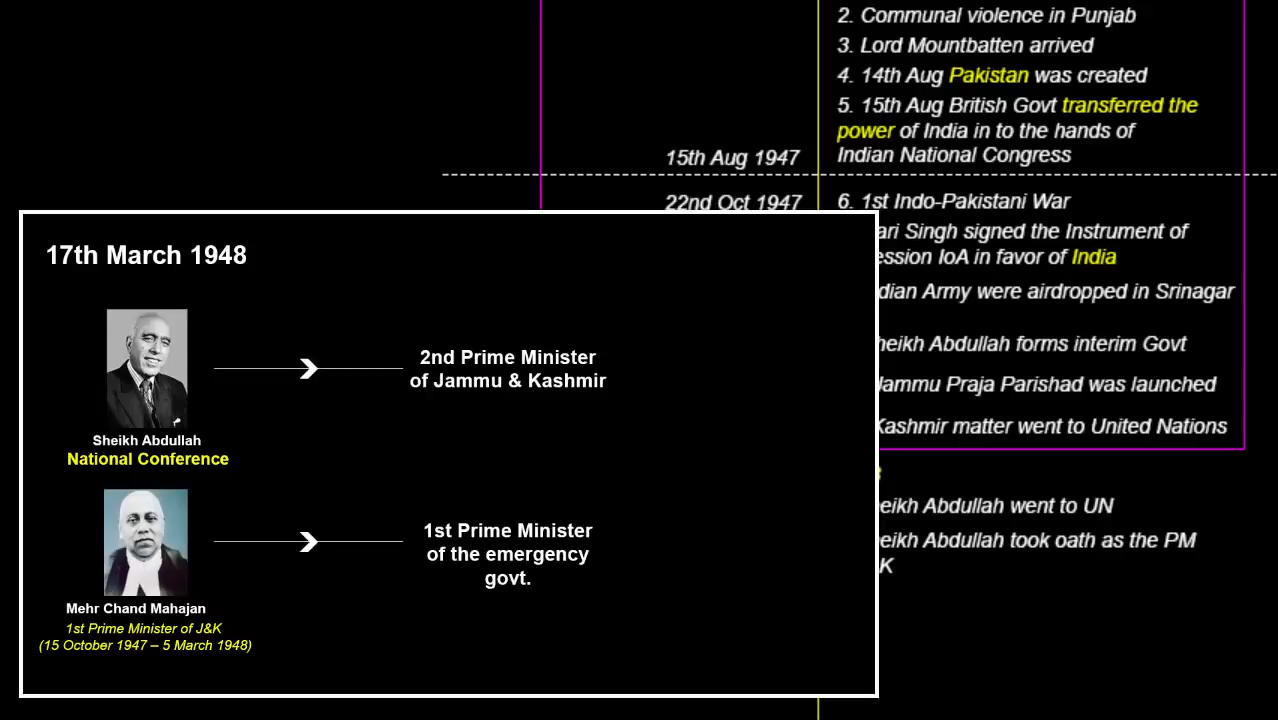 2. Communal violence in Punjab
3. Lord Mountbatten arrived
4. 14th Aug Pakistan was created
5. 15th Aug British Govt transferred the
power of India in to the hands of
Indian National Congress
15th Aug 1947
22nd Oct 1947
6. 1st Indo-Pakistani War
ari Singh signed the Instrument of
ession IoA in favor of India
dian Army were airdropped in Srinagar
heikh Abdullah forms interim Govt
Jammu Praja Parishad was launched
Kashmir matter went to United Nations
eikh Abdullah went to UN
eikh Abdullah took oath as the PM
K
17th March 1948
2nd Prime Minister
of Jammu & Kashmir
Sheikh Abdullah
National Conference
1st Prime Minister
of the emergency
govt.
Mehr Chand Mahajan
1st Prime Minister of J&K
(15 October 1947 – 5 March 1948)